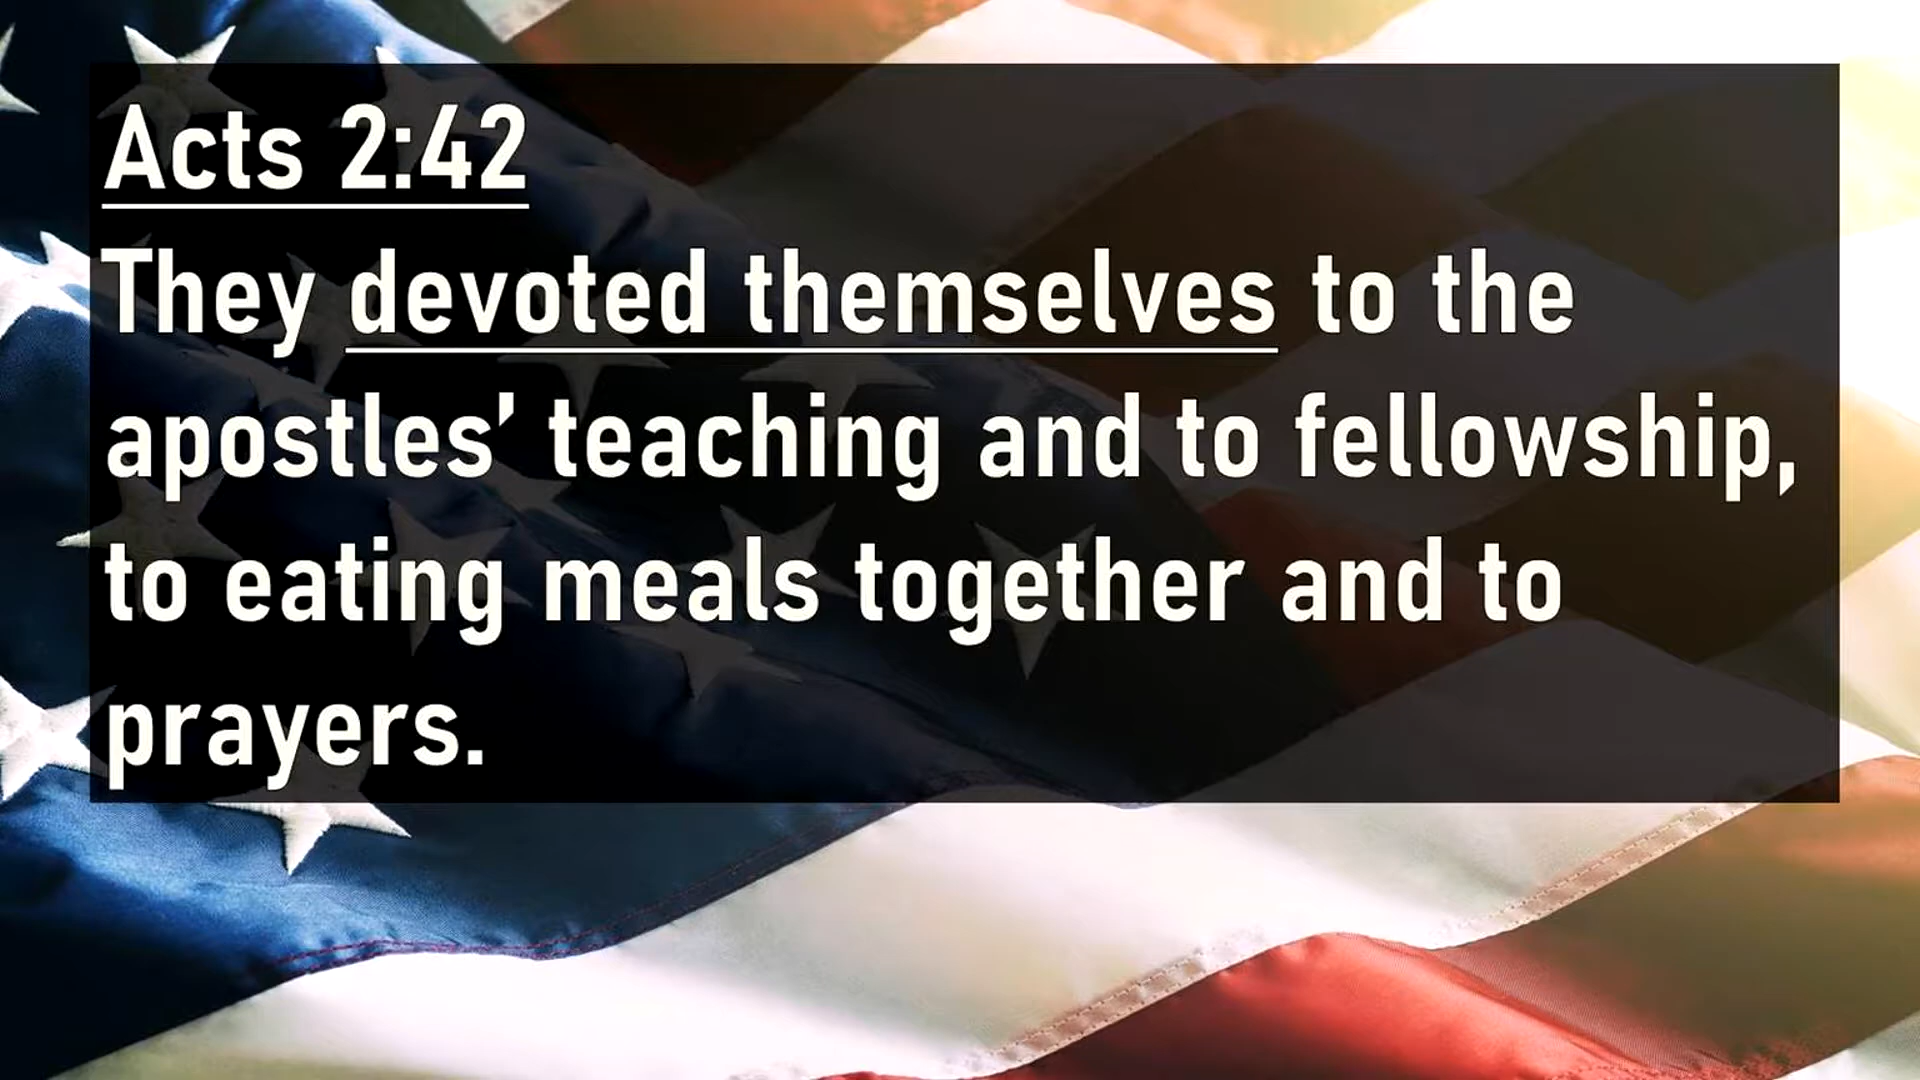 Acts 2:42
They devoted themselves to the
apostles’ teaching and to fellowship,
to eating meals together and to
prayers.